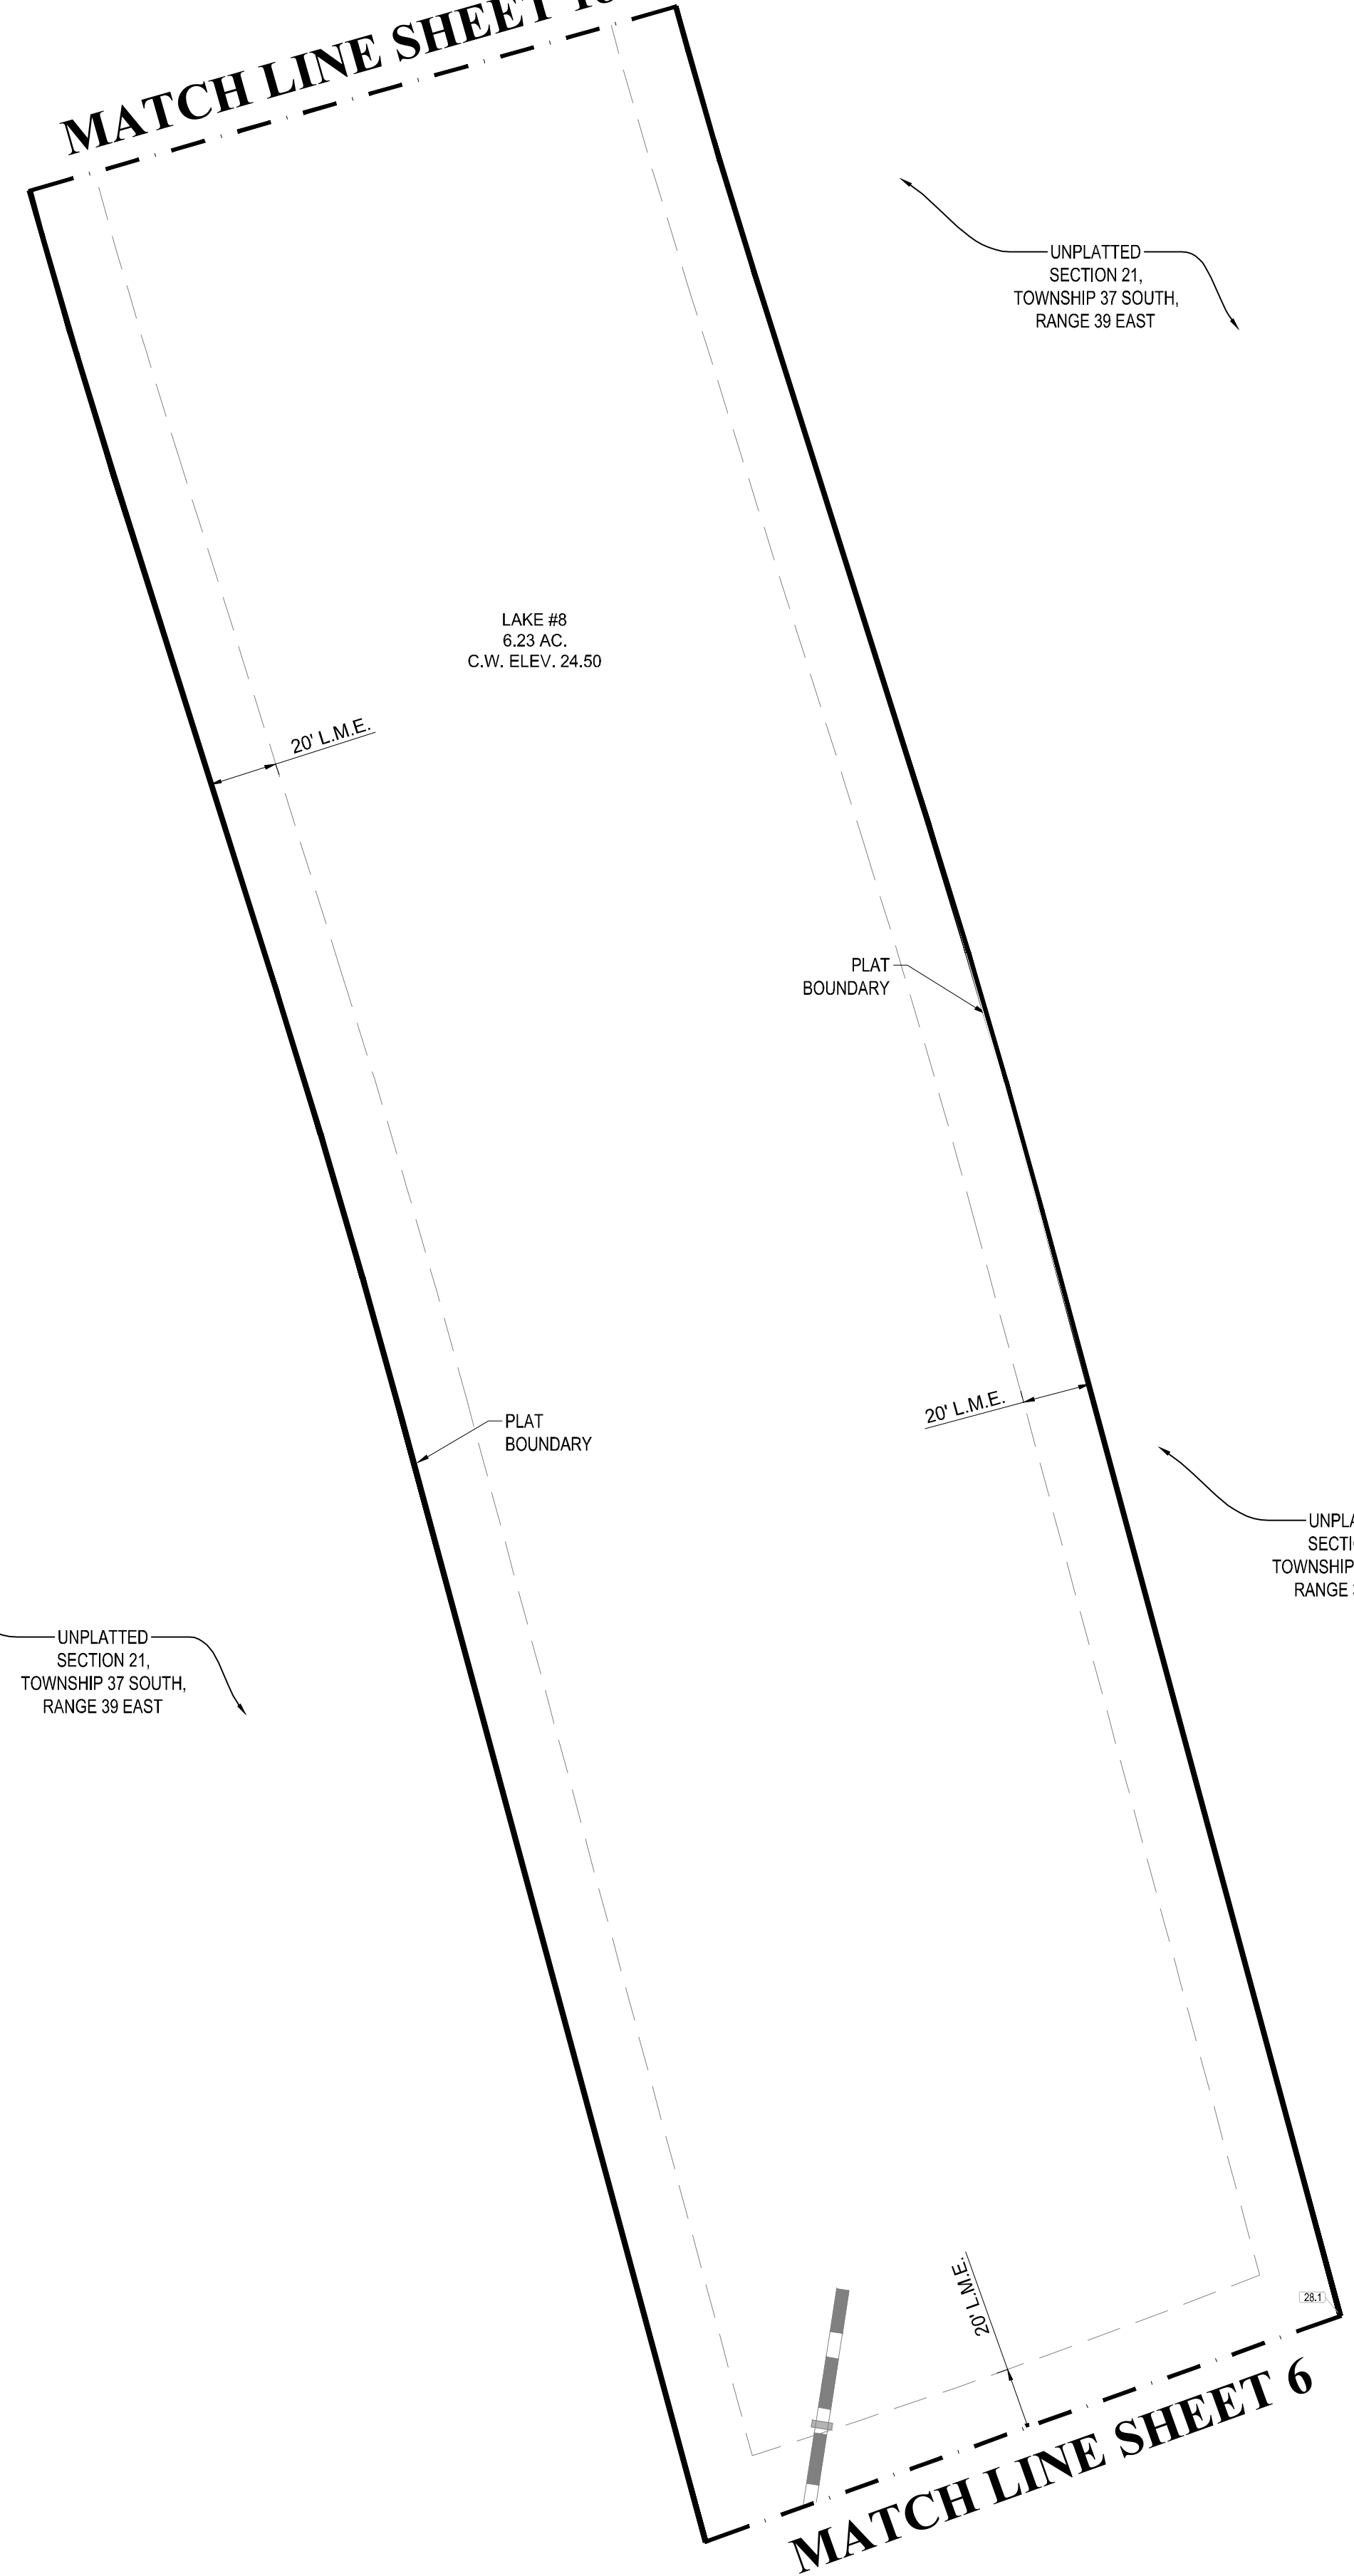 MATCH LINE SHEET
UNPLATTED
SECTION 21,
TOWNSHIP 37 SOUTH,
RANGE 39 EAST
LAKE #8
6.23 AC.
C.W. ELEV. 24.50
20' L.M.E.
PLAT
BOUNDARY
20' L.M.E.
PLAT
BOUNDARY
TOWNSHIP
RANGE
UNPLATTED
SECTION 21,
TOWNSHIP 37 SOUTH,
RANGE 39 EAST
20' L.M.E.
28.1
MATCH LINE SHEET 6